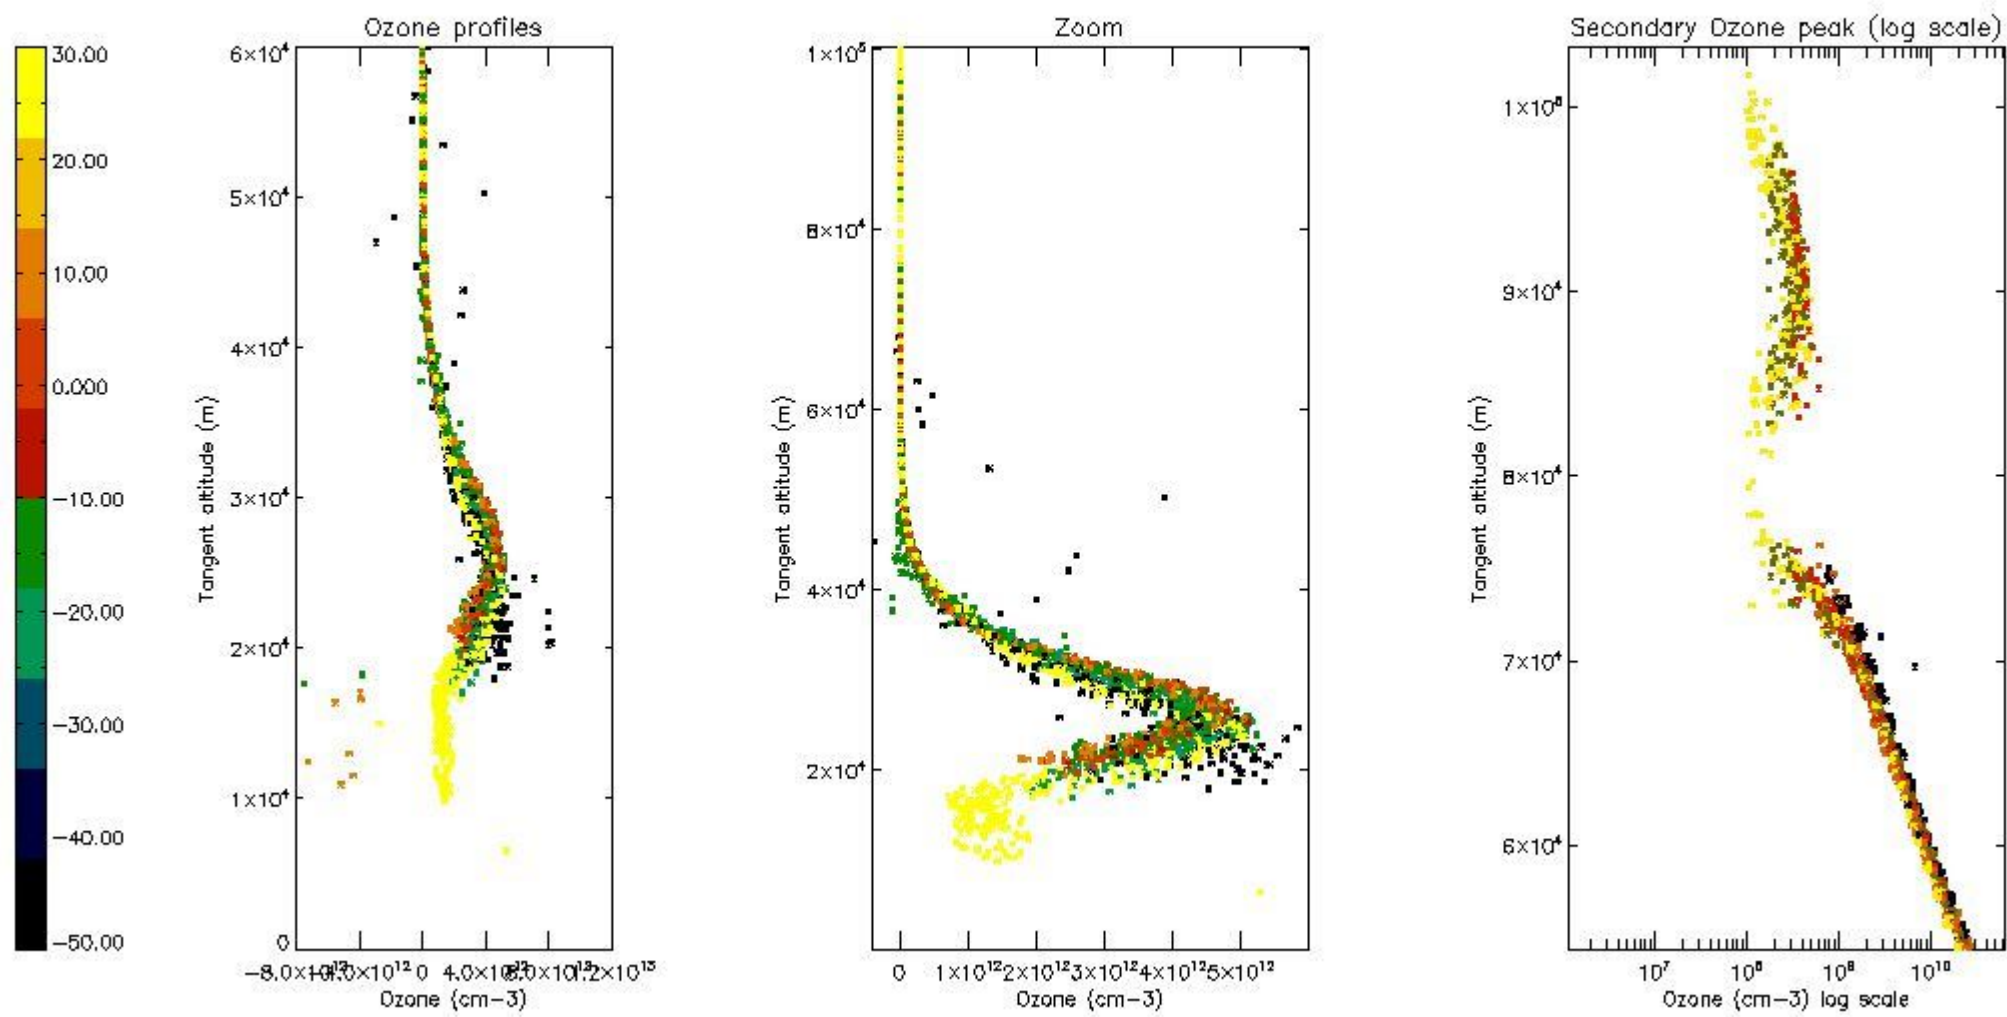 Ozone profiles
Zoom
Secondary Ozone peak (log scale)
30.00
20.00
10.00
0.000
-10.00
-20.00
-30.00
-40.00
-50.00
6×10⁴
5×10⁴
4×10⁴
3×10⁴
2×10⁴
1×10⁴
0
Tangent altitude (m)
0
Ozone (cm-3)
1×10⁵
8×10⁴
6×10⁴
4×10⁴
2×10⁴
Tangent altitude (m)
0 1×10¹² 2×10¹² 3×10¹² 4×10¹² 5×10¹²
Ozone (cm-3)
1×10⁵
9×10⁴
8×10⁴
7×10⁴
6×10⁴
Tangent altitude (m)
10⁷ 10⁸ 10⁹ 10¹⁰
Ozone (cm-3) log scale